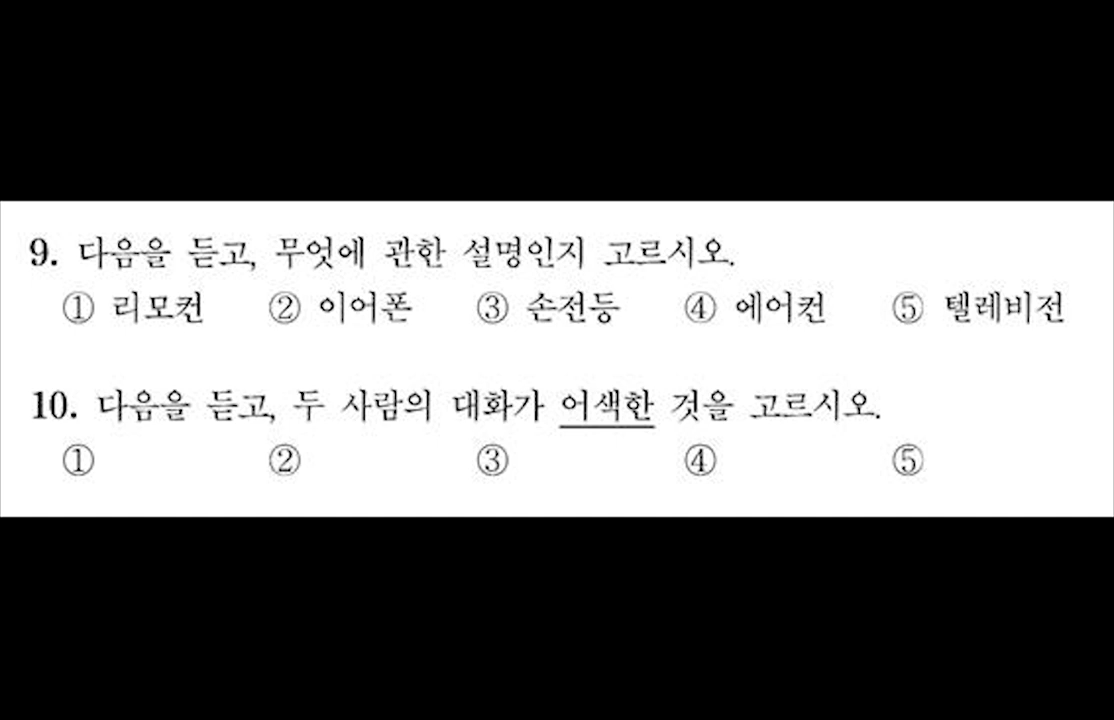 9. 다음을 듣고, 무엇에 관한 설명인지 고르시오.
① 리모컨 ② 이어폰 ③ 손전등 ④ 에어컨 ⑤ 텔레비전
10. 다음을 듣고, 두 사람의 대화가 어색한 것을 고르시오.
① ② ③ ④ ⑤